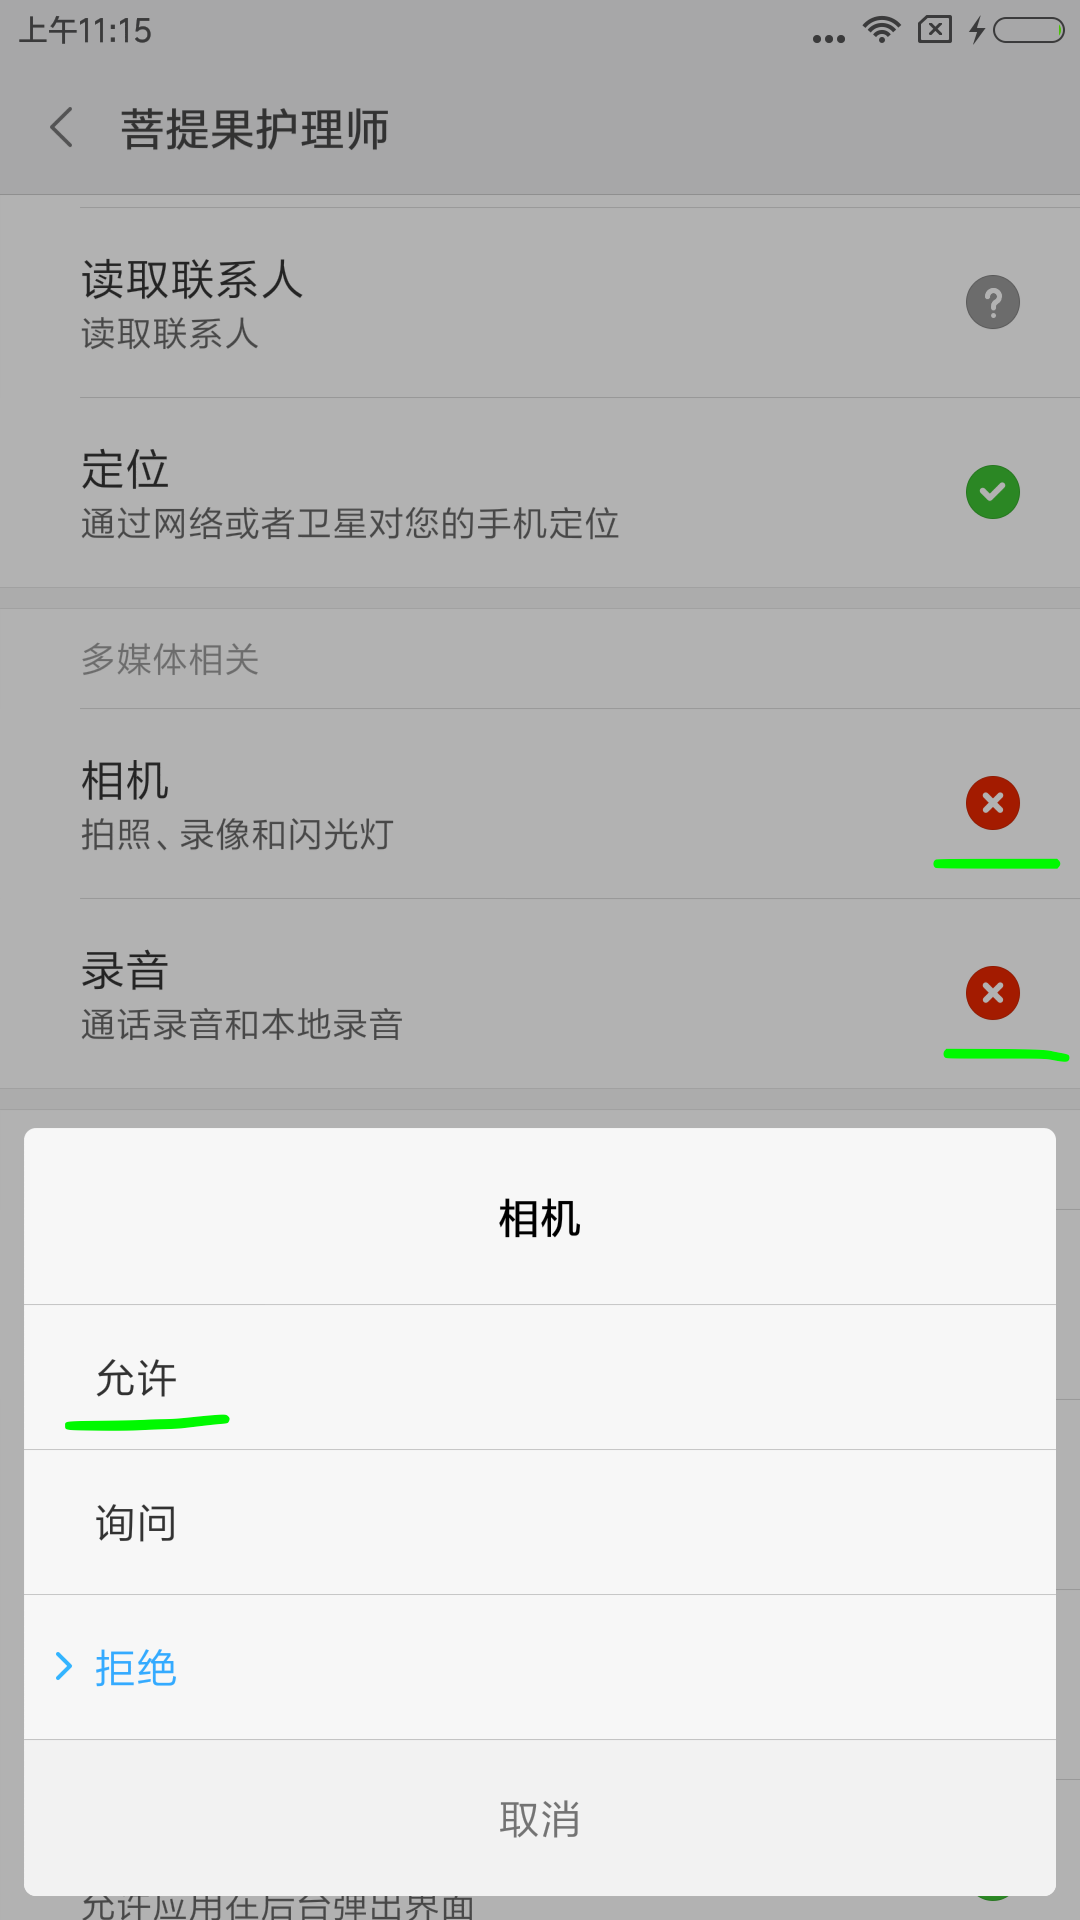 上午11:15
菩提果护理师
读取联系人
读取联系人
定位
通过网络或者卫星对您的手机定位
多媒体相关
相机
拍照、录像和闪光灯
录音
通话录音和本地录音
相机
允许
询问
拒绝
取消
允许应用在后台弹出界面